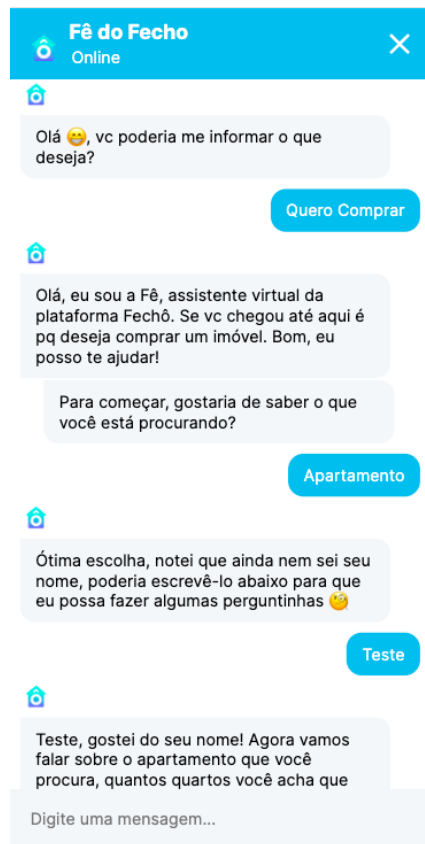 Fê do Fecho
Online
Olá 😁, vc poderia me informar o que
deseja?
Quero Comprar
Olá, eu sou a Fê, assistente virtual da
plataforma Fechô. Se vc chegou até aqui é
pq deseja comprar um imóvel. Bom, eu
posso te ajudar!
Para começar, gostaria de saber o que
você está procurando?
Apartamento
Ótima escolha, notei que ainda nem sei seu
nome, poderia escrevê-lo abaixo para que
eu possa fazer algumas perguntinhas 🧐
Teste
Teste, gostei do seu nome! Agora vamos
falar sobre o apartamento que você
procura, quantos quartos você acha que
Digite uma mensagem...